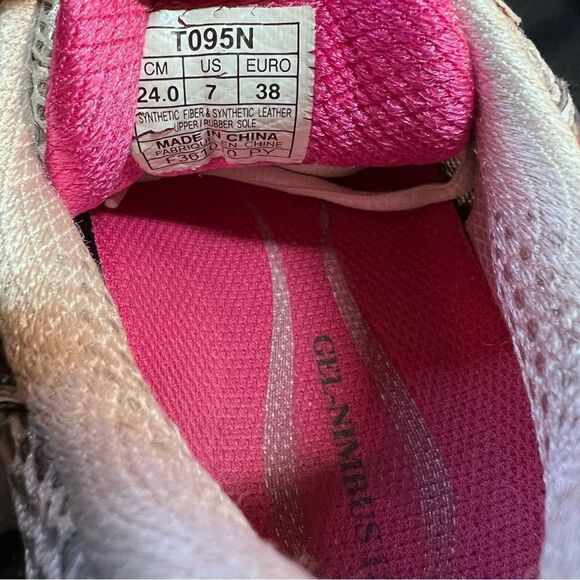 T095N
CM US EURO
24.0 7 38
SYNTHETIC FIBER & SYNTHETIC LEATHER
UPPER / RUBBER SOLE
MADE IN CHINA
FABRIQUE EN CHINE
GEL-NIMBUS